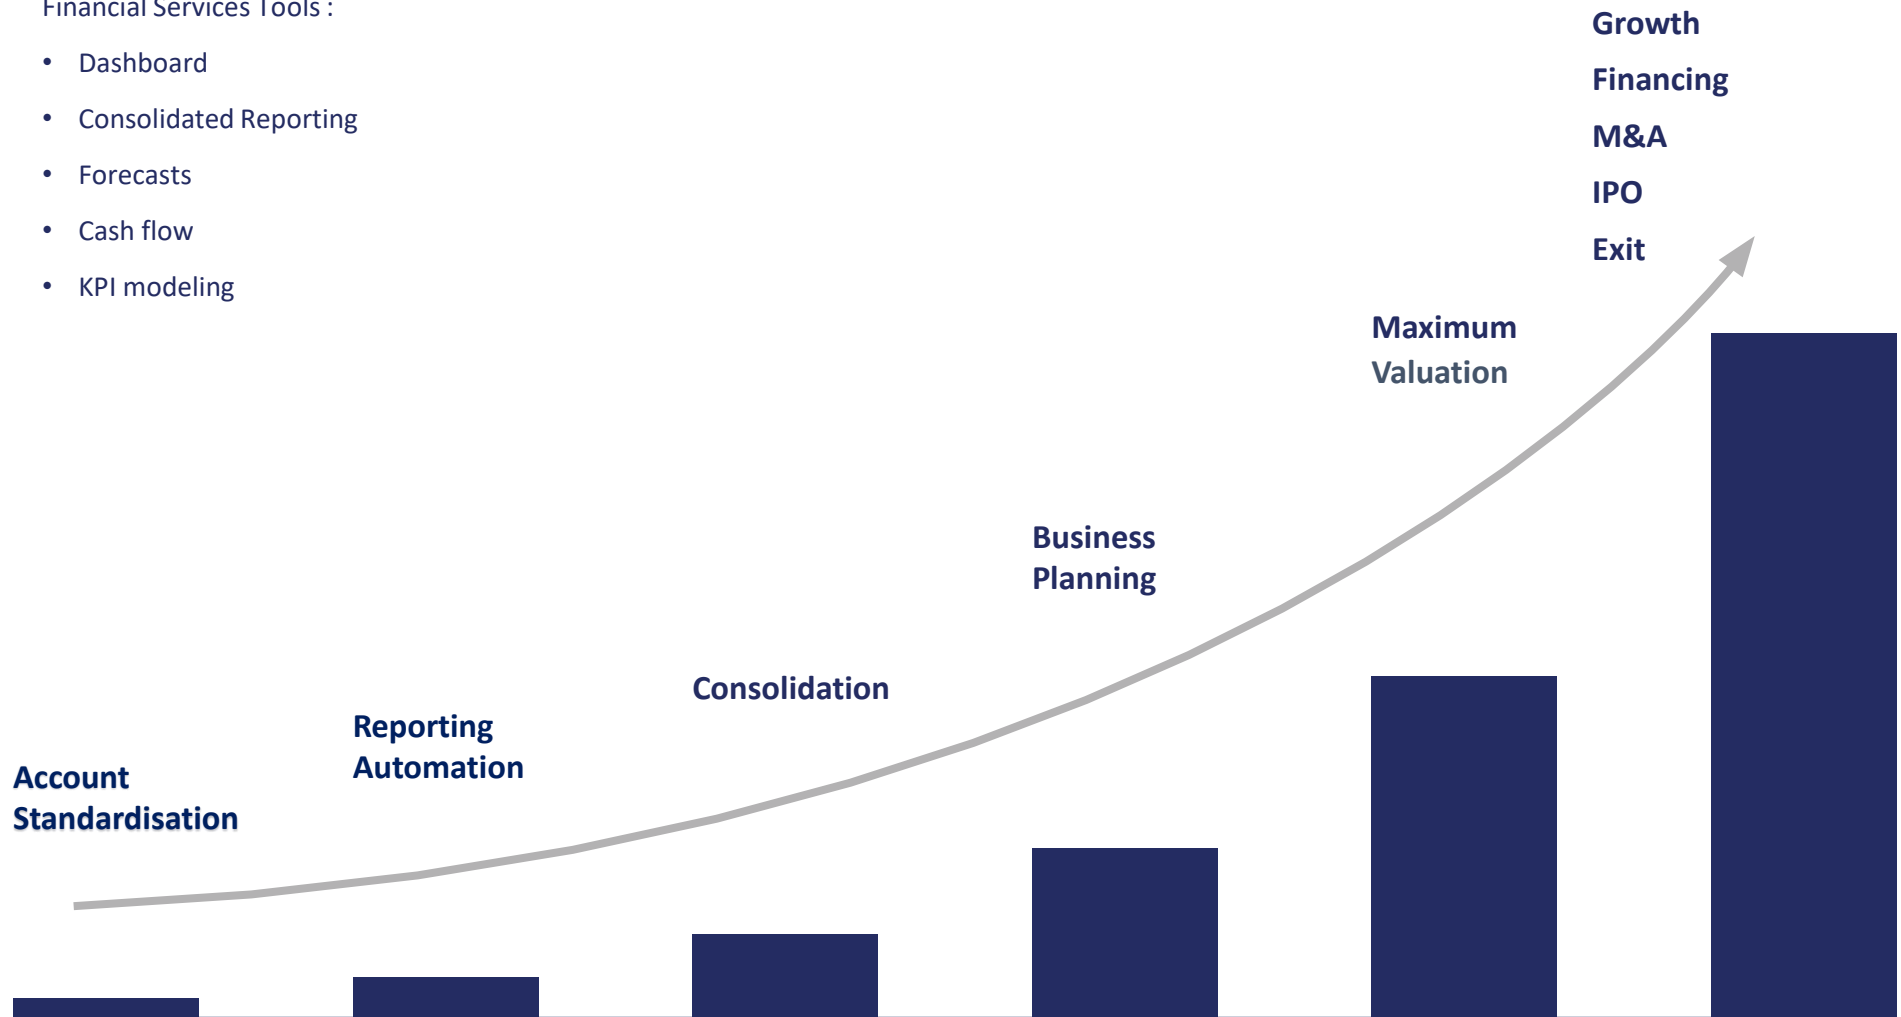 Financial Services Tools :
• Dashboard
• Consolidated Reporting
• Forecasts
• Cash flow
• KPI modeling
Growth
Financing
M&A
IPO
Exit
Maximum
Valuation
Business
Planning
Consolidation
Reporting
Automation
Account
Standardisation